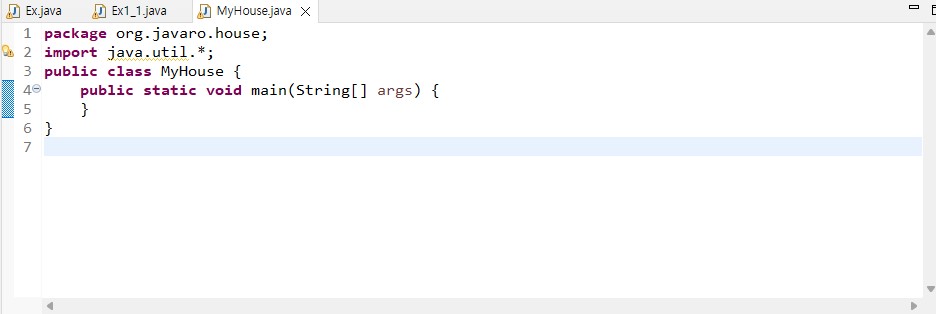 Ex.java Ex1_1.java MyHouse.java
1 package org.javaro.house;
2 import java.util.*;
3 public class MyHouse {
4     public static void main(String[] args) {
5     }
6 }
7